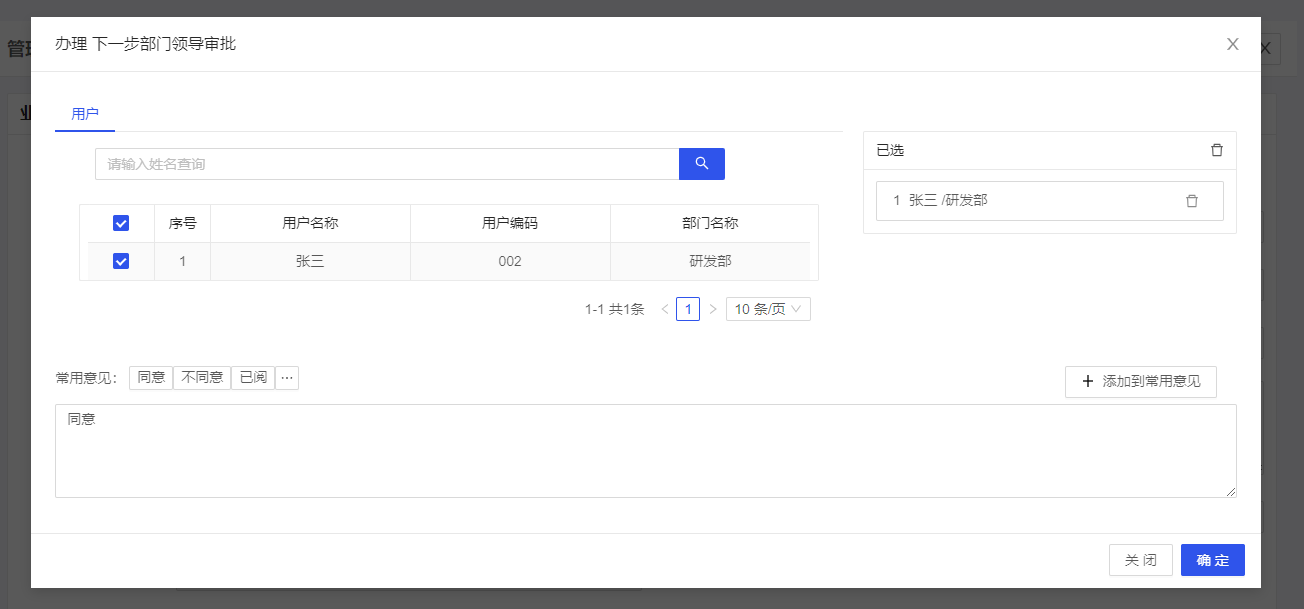 办理 下一步部门领导审批
管
业
用户
请输入姓名查询
序号 用户名称 用户编码 部门名称
1 张三 002 研发部
1-1 共1条 1 10 条/页
已选
1 张三 /研发部
常用意见： 同意 不同意 已阅 ···
添加到常用意见
同意
关 闭 确 定